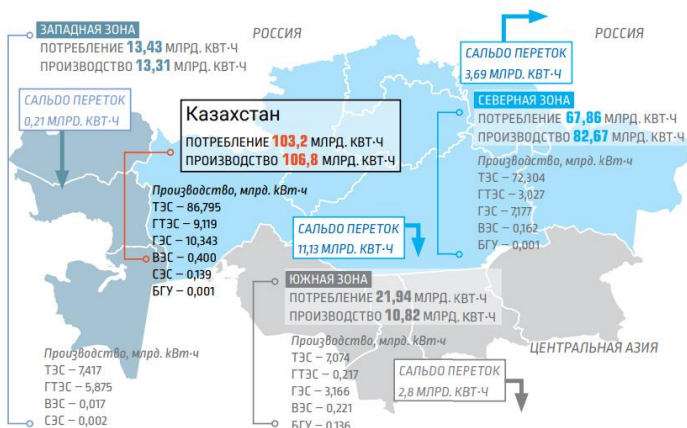 ЗАПАДНАЯ ЗОНА
ПОТРЕБЛЕНИЕ 13,43 МЛРД. КВТ·Ч
ПРОИЗВОДСТВО 13,31 МЛРД. КВТ·Ч
РОССИЯ
САЛЬДО ПЕРЕТОК
3,69 МЛРД. КВТ·Ч
РОССИЯ
САЛЬДО ПЕРЕТОК
0,21 МЛРД. КВТ·Ч
Казахстан
ПОТРЕБЛЕНИЕ 103,2 МЛРД. КВТ·Ч
ПРОИЗВОДСТВО 106,8 МЛРД. КВТ·Ч
Производство, млрд. кВт·ч
ТЭС – 86,795
ГТЭС – 9,119
ГЭС – 10,343
ВЭС – 0,400
СЭС – 0,139
БГУ – 0,001
СЕВЕРНАЯ ЗОНА
ПОТРЕБЛЕНИЕ 67,86 МЛРД. КВТ·Ч
ПРОИЗВОДСТВО 82,67 МЛРД. КВТ·Ч
Производство, млрд. кВт·ч
ТЭС – 72,304
ГТЭС – 3,027
ГЭС – 7,177
ВЭС – 0,162
БГУ – 0,001
САЛЬДО ПЕРЕТОК
11,13 МЛРД. КВТ·Ч
ЮЖНАЯ ЗОНА
ПОТРЕБЛЕНИЕ 21,94 МЛРД. КВТ·Ч
ПРОИЗВОДСТВО 10,82 МЛРД. КВТ·Ч
Производство, млрд. кВт·ч
ТЭС – 7,074
ГТЭС – 0,217
ГЭС – 3,166
ВЭС – 0,221
БГУ – 0,136
САЛЬДО ПЕРЕТОК
2,8 МЛРД. КВТ·Ч
ЦЕНТРАЛЬНАЯ АЗИЯ
Производство, млрд. кВт·ч
ТЭС – 7,417
ГТЭС – 5,875
ВЭС – 0,017
СЭС – 0,002